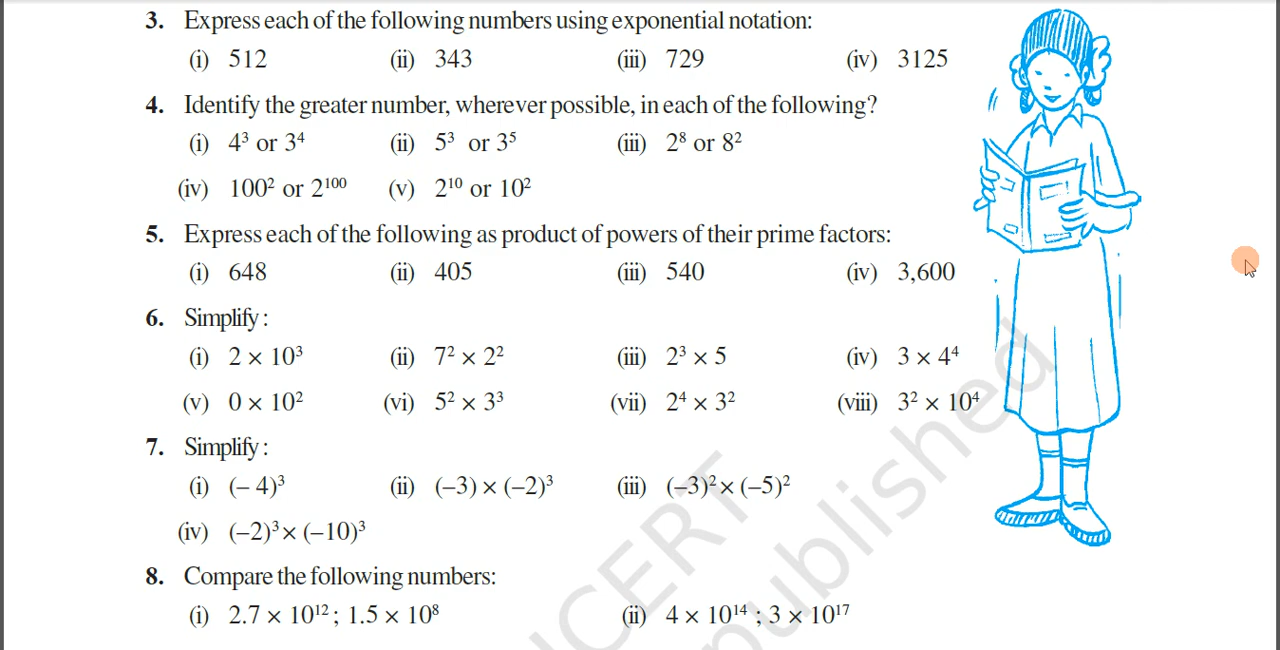 3. Express each of the following numbers using exponential notation:
(i) 512 (ii) 343 (iii) 729 (iv) 3125
4. Identify the greater number, wherever possible, in each of the following?
(i) 4³ or 3⁴ (ii) 5³ or 3⁵ (iii) 2⁸ or 8²
(iv) 100² or 2¹⁰⁰ (v) 2¹⁰ or 10²
5. Express each of the following as product of powers of their prime factors:
(i) 648 (ii) 405 (iii) 540 (iv) 3,600
6. Simplify :
(i) 2 × 10³ (ii) 7² × 2² (iii) 2³ × 5 (iv) 3 × 4⁴
(v) 0 × 10² (vi) 5² × 3³ (vii) 2⁴ × 3² (viii) 3² × 10⁴
7. Simplify :
(i) (– 4)³ (ii) (–3) × (–2)³ (iii) (–3)² × (–5)²
(iv) (–2)³ × (–10)³
8. Compare the following numbers:
(i) 2.7 × 10¹² ; 1.5 × 10⁸ (ii) 4 × 10¹⁴ ; 3 × 10¹⁷
NCERT
published